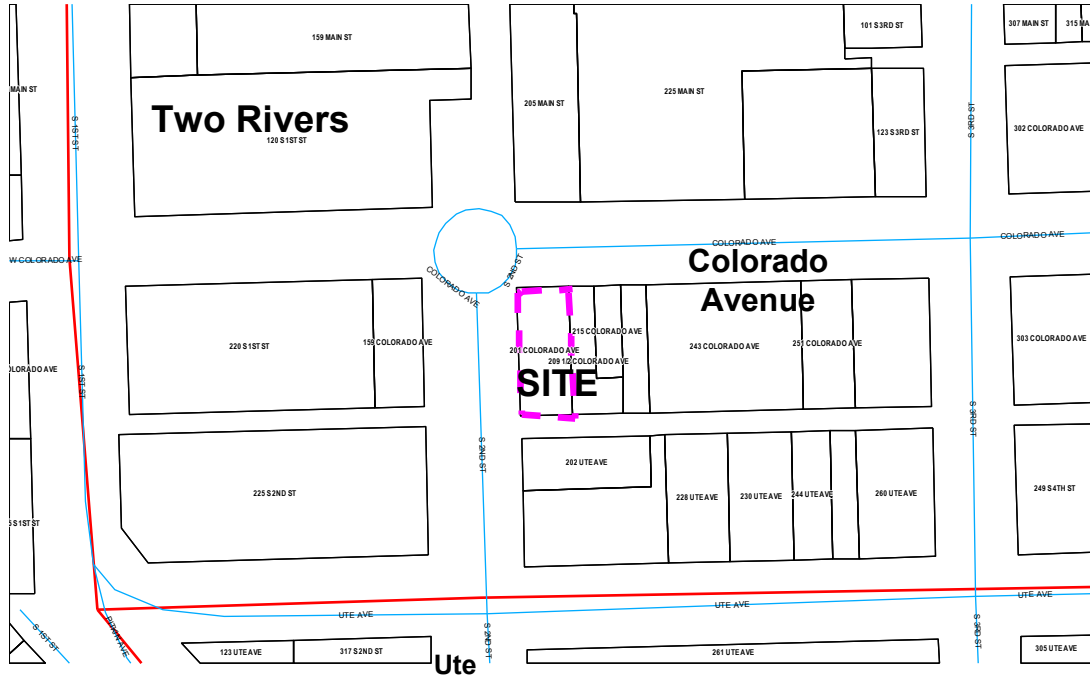 159 MAIN ST
101 S 3RD ST
307 MAIN ST
315 MA
MAIN ST
205 MAIN ST
225 MAIN ST
Two Rivers
120 S 1ST ST
S 1ST ST
123 S 3RD ST
S 3RD ST
302 COLORADO AVE
W COLORADO AVE
COLORADO AVE
S 2ND ST
COLORADO AVE
COLORADO AVE
Colorado
Avenue
220 S 1ST ST
159 COLORADO AVE
201 COLORADO AVE
215 COLORADO AVE
209 1/2 COLORADO AVE
243 COLORADO AVE
251 COLORADO AVE
303 COLORADO AVE
OLORADO AVE
S 1ST ST
SITE
S 2ND ST
S 3RD ST
202 UTE AVE
225 S 2ND ST
228 UTE AVE
230 UTE AVE
244 UTE AVE
260 UTE AVE
249 S 4TH ST
5 S 1ST ST
UTE AVE
UTE AVE
UTE AVE
S 1ST ST
S 2ND ST
S 3RD ST
123 UTE AVE
317 S 2ND ST
261 UTE AVE
305 UTE AVE
Ute